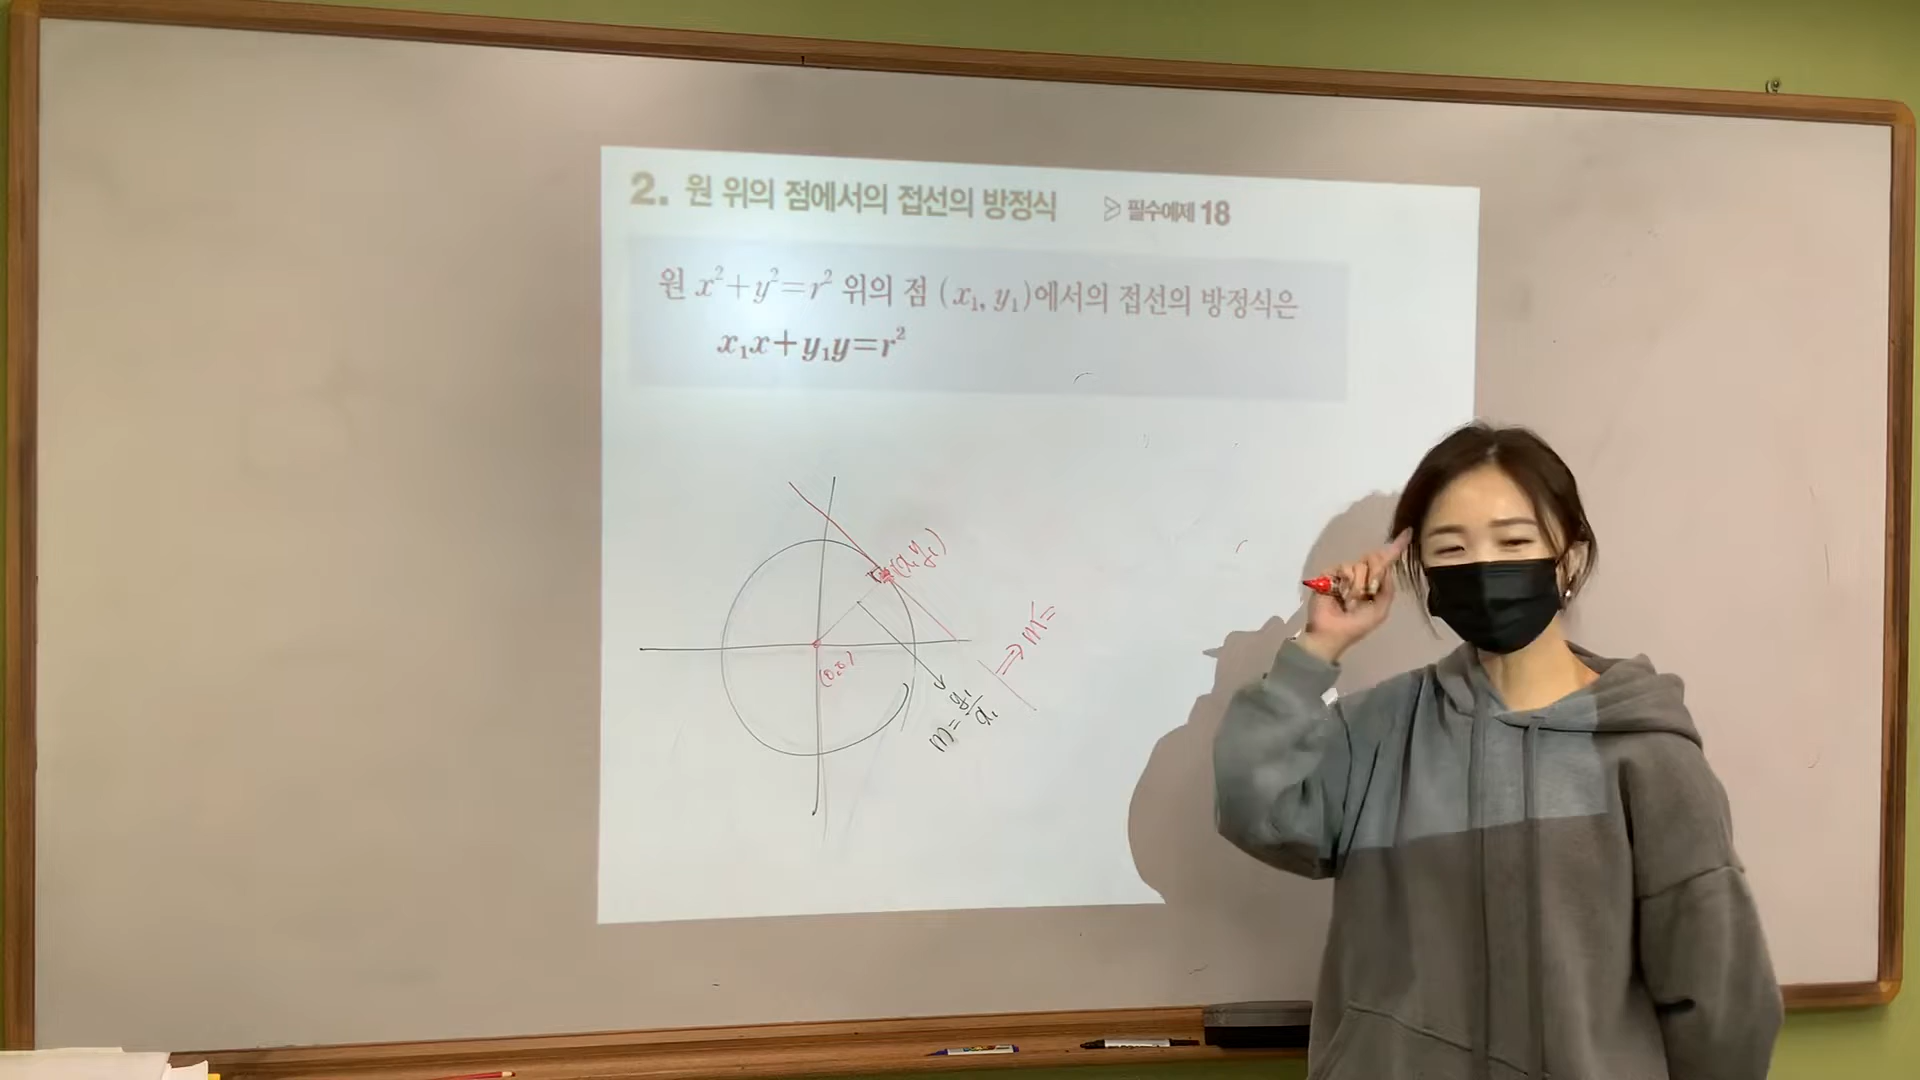 2. 원 위의 점에서의 접선의 방정식 ≫ 필수예제 18
원 x²+y²=r² 위의 점 (x₁, y₁)에서의 접선의 방정식은
x₁x+y₁y=r²
(x₁ y₁)
(0,0)
⇒ m'=
m= y₁/x₁